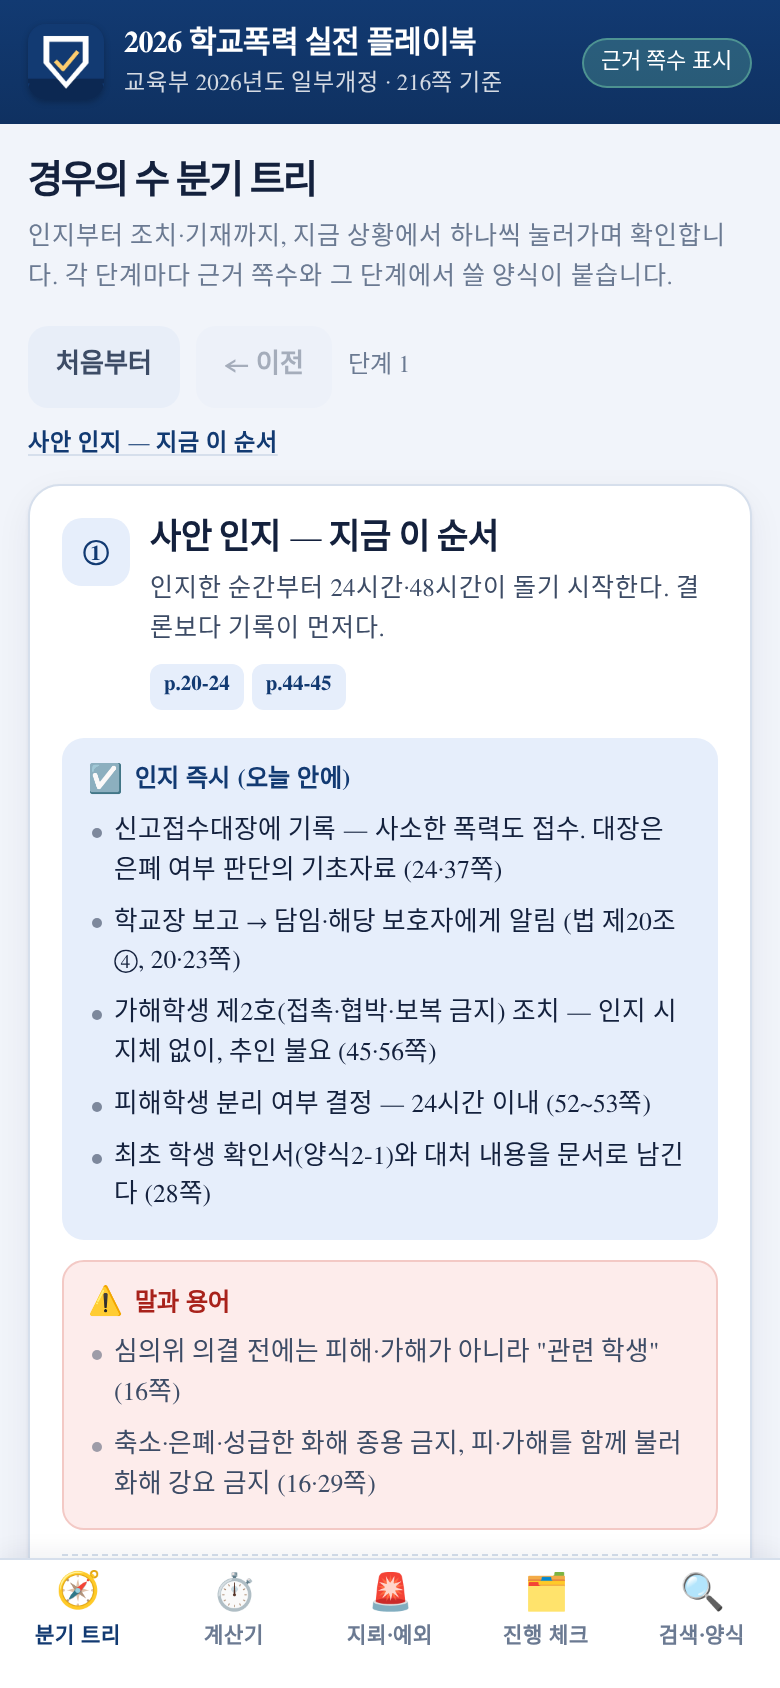 2026 학교폭력 실전 플레이북
교육부 2026년도 일부개정 · 216쪽 기준
근거 쪽수 표시
경우의 수 분기 트리
인지부터 조치·기재까지, 지금 상황에서 하나씩 눌러가며 확인합니
다. 각 단계마다 근거 쪽수와 그 단계에서 쓸 양식이 붙습니다.
처음부터
← 이전
단계 1
사안 인지 — 지금 이 순서
①
사안 인지 — 지금 이 순서
인지한 순간부터 24시간·48시간이 돌기 시작한다. 결
론보다 기록이 먼저다.
p.20-24
p.44-45
☑️ 인지 즉시 (오늘 안에)
신고접수대장에 기록 — 사소한 폭력도 접수. 대장은
은폐 여부 판단의 기초자료 (24·37쪽)
학교장 보고 → 담임·해당 보호자에게 알림 (법 제20조
④, 20·23쪽)
가해학생 제2호(접촉·협박·보복 금지) 조치 — 인지 시
지체 없이, 추인 불요 (45·56쪽)
피해학생 분리 여부 결정 — 24시간 이내 (52~53쪽)
최초 학생 확인서(양식2-1)와 대처 내용을 문서로 남긴
다 (28쪽)
⚠️ 말과 용어
심의위 의결 전에는 피해·가해가 아니라 "관련 학생"
(16쪽)
축소·은폐·성급한 화해 종용 금지, 피·가해를 함께 불러
화해 강요 금지 (16·29쪽)
분기 트리
계산기
지뢰·예외
진행 체크
검색·양식